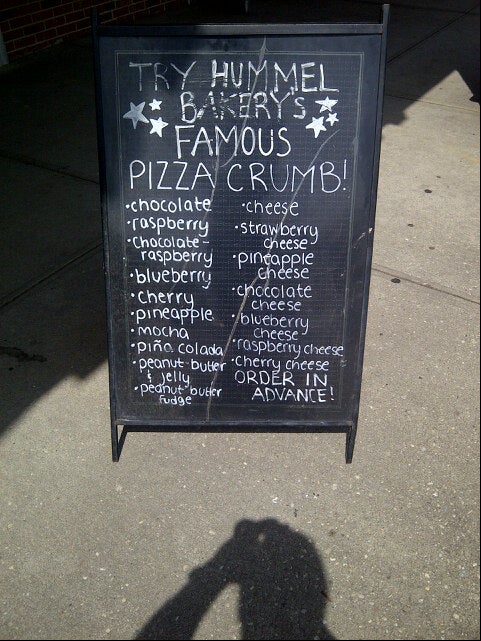 TRY HUMMEL
BAKERY'S
FAMOUS
PIZZA CRUMB!
•chocolate
•raspberry
•chocolate-
raspberry
•blueberry
•cherry
•pineapple
•mocha
•piña colada
•peanut butter
& jelly
•peanut butter
fudge
•cheese
•strawberry
cheese
•pineapple
cheese
•chocolate
cheese
•blueberry
cheese
•raspberry cheese
•cherry cheese
ORDER IN
ADVANCE!